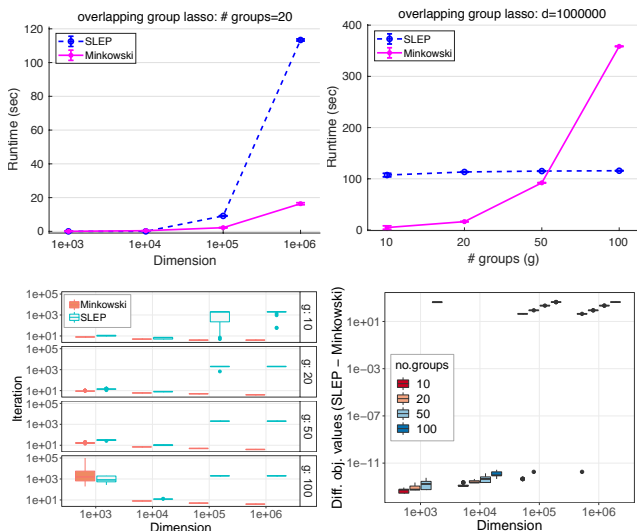 overlapping group lasso: # groups=20
SLEP
Minkowski
Runtime (sec)
120
100
80
60
40
20
0
1e+03 1e+04 1e+05 1e+06
Dimension
overlapping group lasso: d=1000000
SLEP
Minkowski
Runtime (sec)
400
300
200
100
0
10 20 50 100
# groups (g)
Minkowski
SLEP
Iteration
1e+05
1e+03
1e+01
g: 10
1e+05
1e+03
1e+01
g: 20
1e+05
1e+03
1e+01
g: 50
1e+05
1e+03
1e+01
g: 100
1e+03 1e+04 1e+05 1e+06
Dimension
Diff. obj. values (SLEP − Minkowski)
1e+01
1e−03
1e−07
1e−11
no.groups
10
20
50
100
1e+03 1e+04 1e+05 1e+06
Dimension